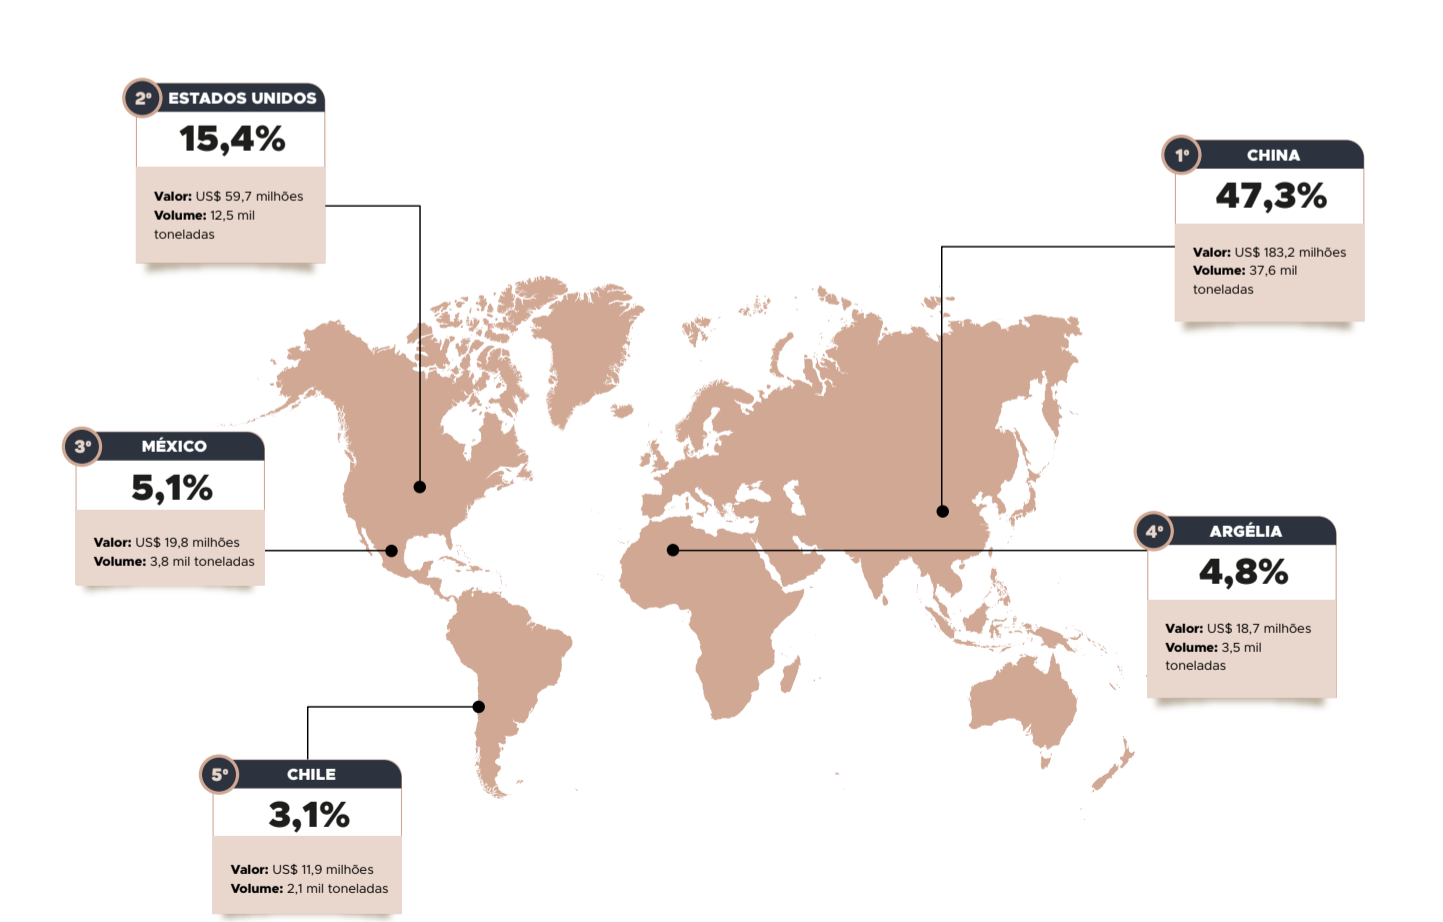 2º ESTADOS UNIDOS
15,4%
Valor: US$ 59,7 milhões
Volume: 12,5 mil
toneladas
1º CHINA
47,3%
Valor: US$ 183,2 milhões
Volume: 37,6 mil
toneladas
3º MÉXICO
5,1%
Valor: US$ 19,8 milhões
Volume: 3,8 mil toneladas
4º ARGÉLIA
4,8%
Valor: US$ 18,7 milhões
Volume: 3,5 mil
toneladas
5º CHILE
3,1%
Valor: US$ 11,9 milhões
Volume: 2,1 mil toneladas